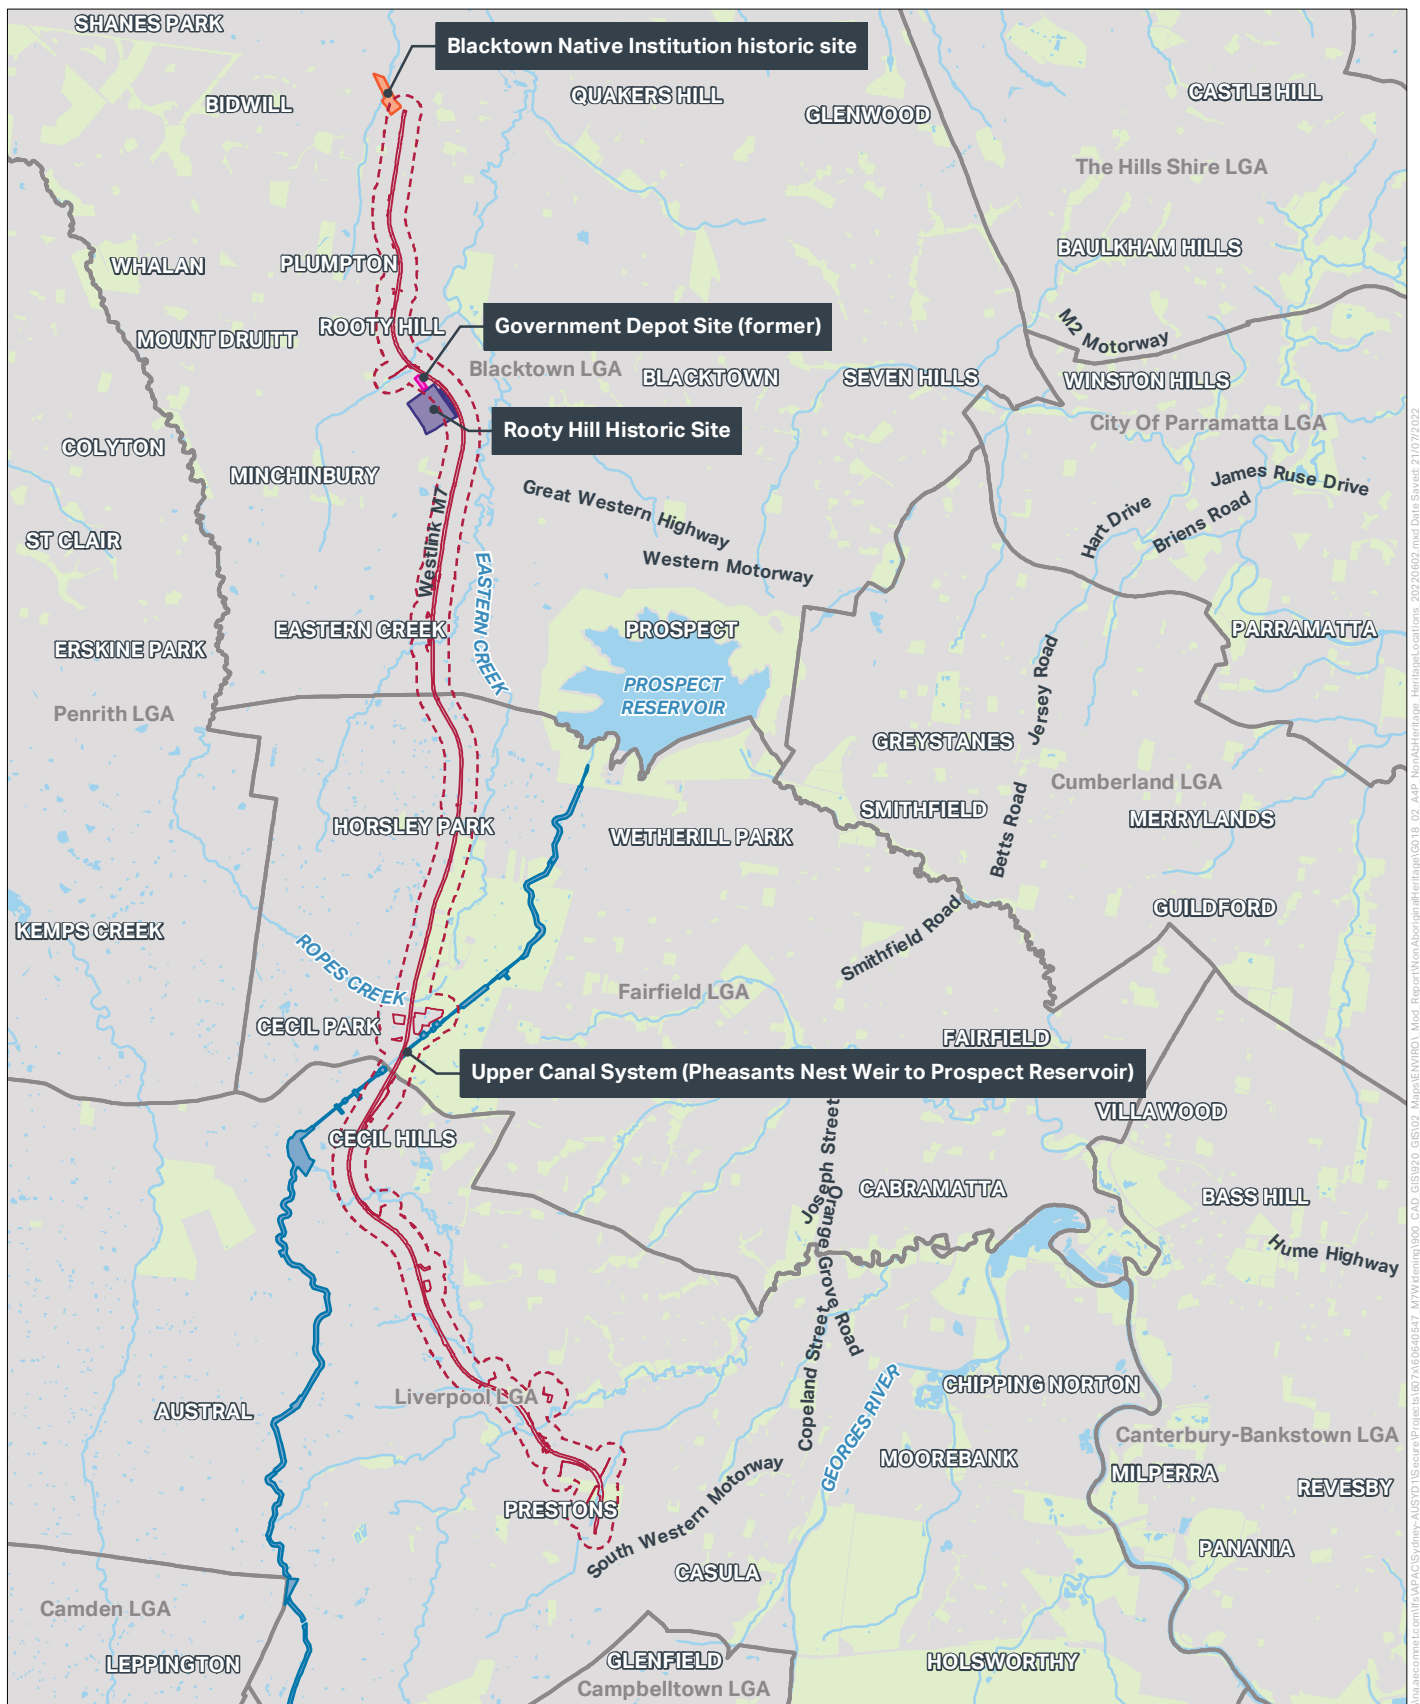 SHANES PARK
Blacktown Native Institution historic site
BIDWILL
QUAKERS HILL
GLENWOOD
CASTLE HILL
The Hills Shire LGA
WHALAN
PLUMPTON
BAULKHAM HILLS
MOUNT DRUITT
ROOTY HILL
Government Depot Site (former)
M2 Motorway
Blacktown LGA
BLACKTOWN
SEVEN HILLS
WINSTON HILLS
Rooty Hill Historic Site
City Of Parramatta LGA
COLYTON
MINCHINBURY
James Ruse Drive
Great Western Highway
Hart Drive
Briens Road
Westlink M7
ST CLAIR
Western Motorway
EASTERN CREEK
EASTERN CREEK
PROSPECT
PARRAMATTA
ERSKINE PARK
PROSPECT
RESERVOIR
Jersey Road
Penrith LGA
GREYSTANES
Cumberland LGA
SMITHFIELD
Betts Road
MERRYLANDS
HORSLEY PARK
WETHERILL PARK
GUILDFORD
KEMPS CREEK
Smithfield Road
ROPES CREEK
Fairfield LGA
CECIL PARK
FAIRFIELD
Upper Canal System (Pheasants Nest Weir to Prospect Reservoir)
VILLAWOOD
CECIL HILLS
Joseph Street
CABRAMATTA
BASS HILL
Orange Grove Road
Hume Highway
Copeland Street
Liverpool LGA
CHIPPING NORTON
AUSTRAL
GEORGES RIVER
Canterbury-Bankstown LGA
MOOREBANK
MILPERRA
REVESBY
PRESTONS
South Western Motorway
PANANIA
CASULA
Camden LGA
LEPPINGTON
GLENFIELD
HOLSWORTHY
Campbelltown LGA